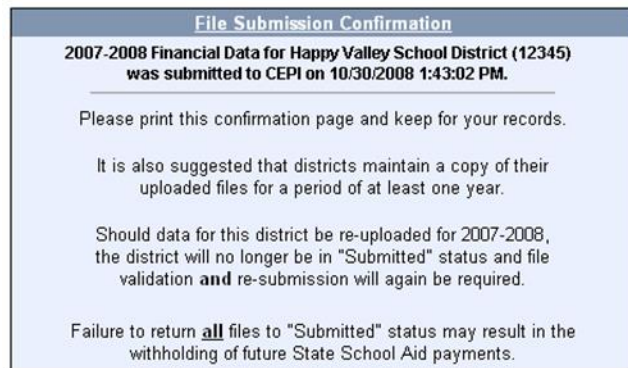 File Submission Confirmation
2007-2008 Financial Data for Happy Valley School District (12345)
was submitted to CEPI on 10/30/2008 1:43:02 PM.
Please print this confirmation page and keep for your records.
It is also suggested that districts maintain a copy of their
uploaded files for a period of at least one year.
Should data for this district be re-uploaded for 2007-2008,
the district will no longer be in "Submitted" status and file
validation and re-submission will again be required.
Failure to return all files to "Submitted" status may result in the
withholding of future State School Aid payments.